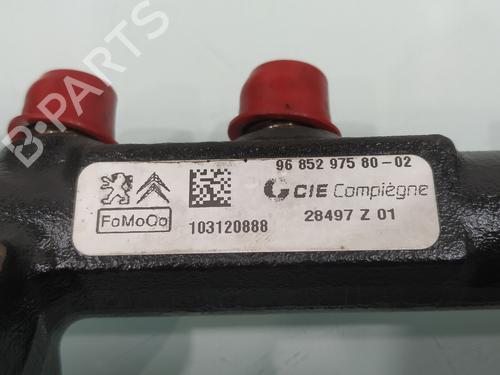 96 852 975 80-02
CIE Compiègne
FoMoCo
103120888
28497 Z 01
B-PARTS